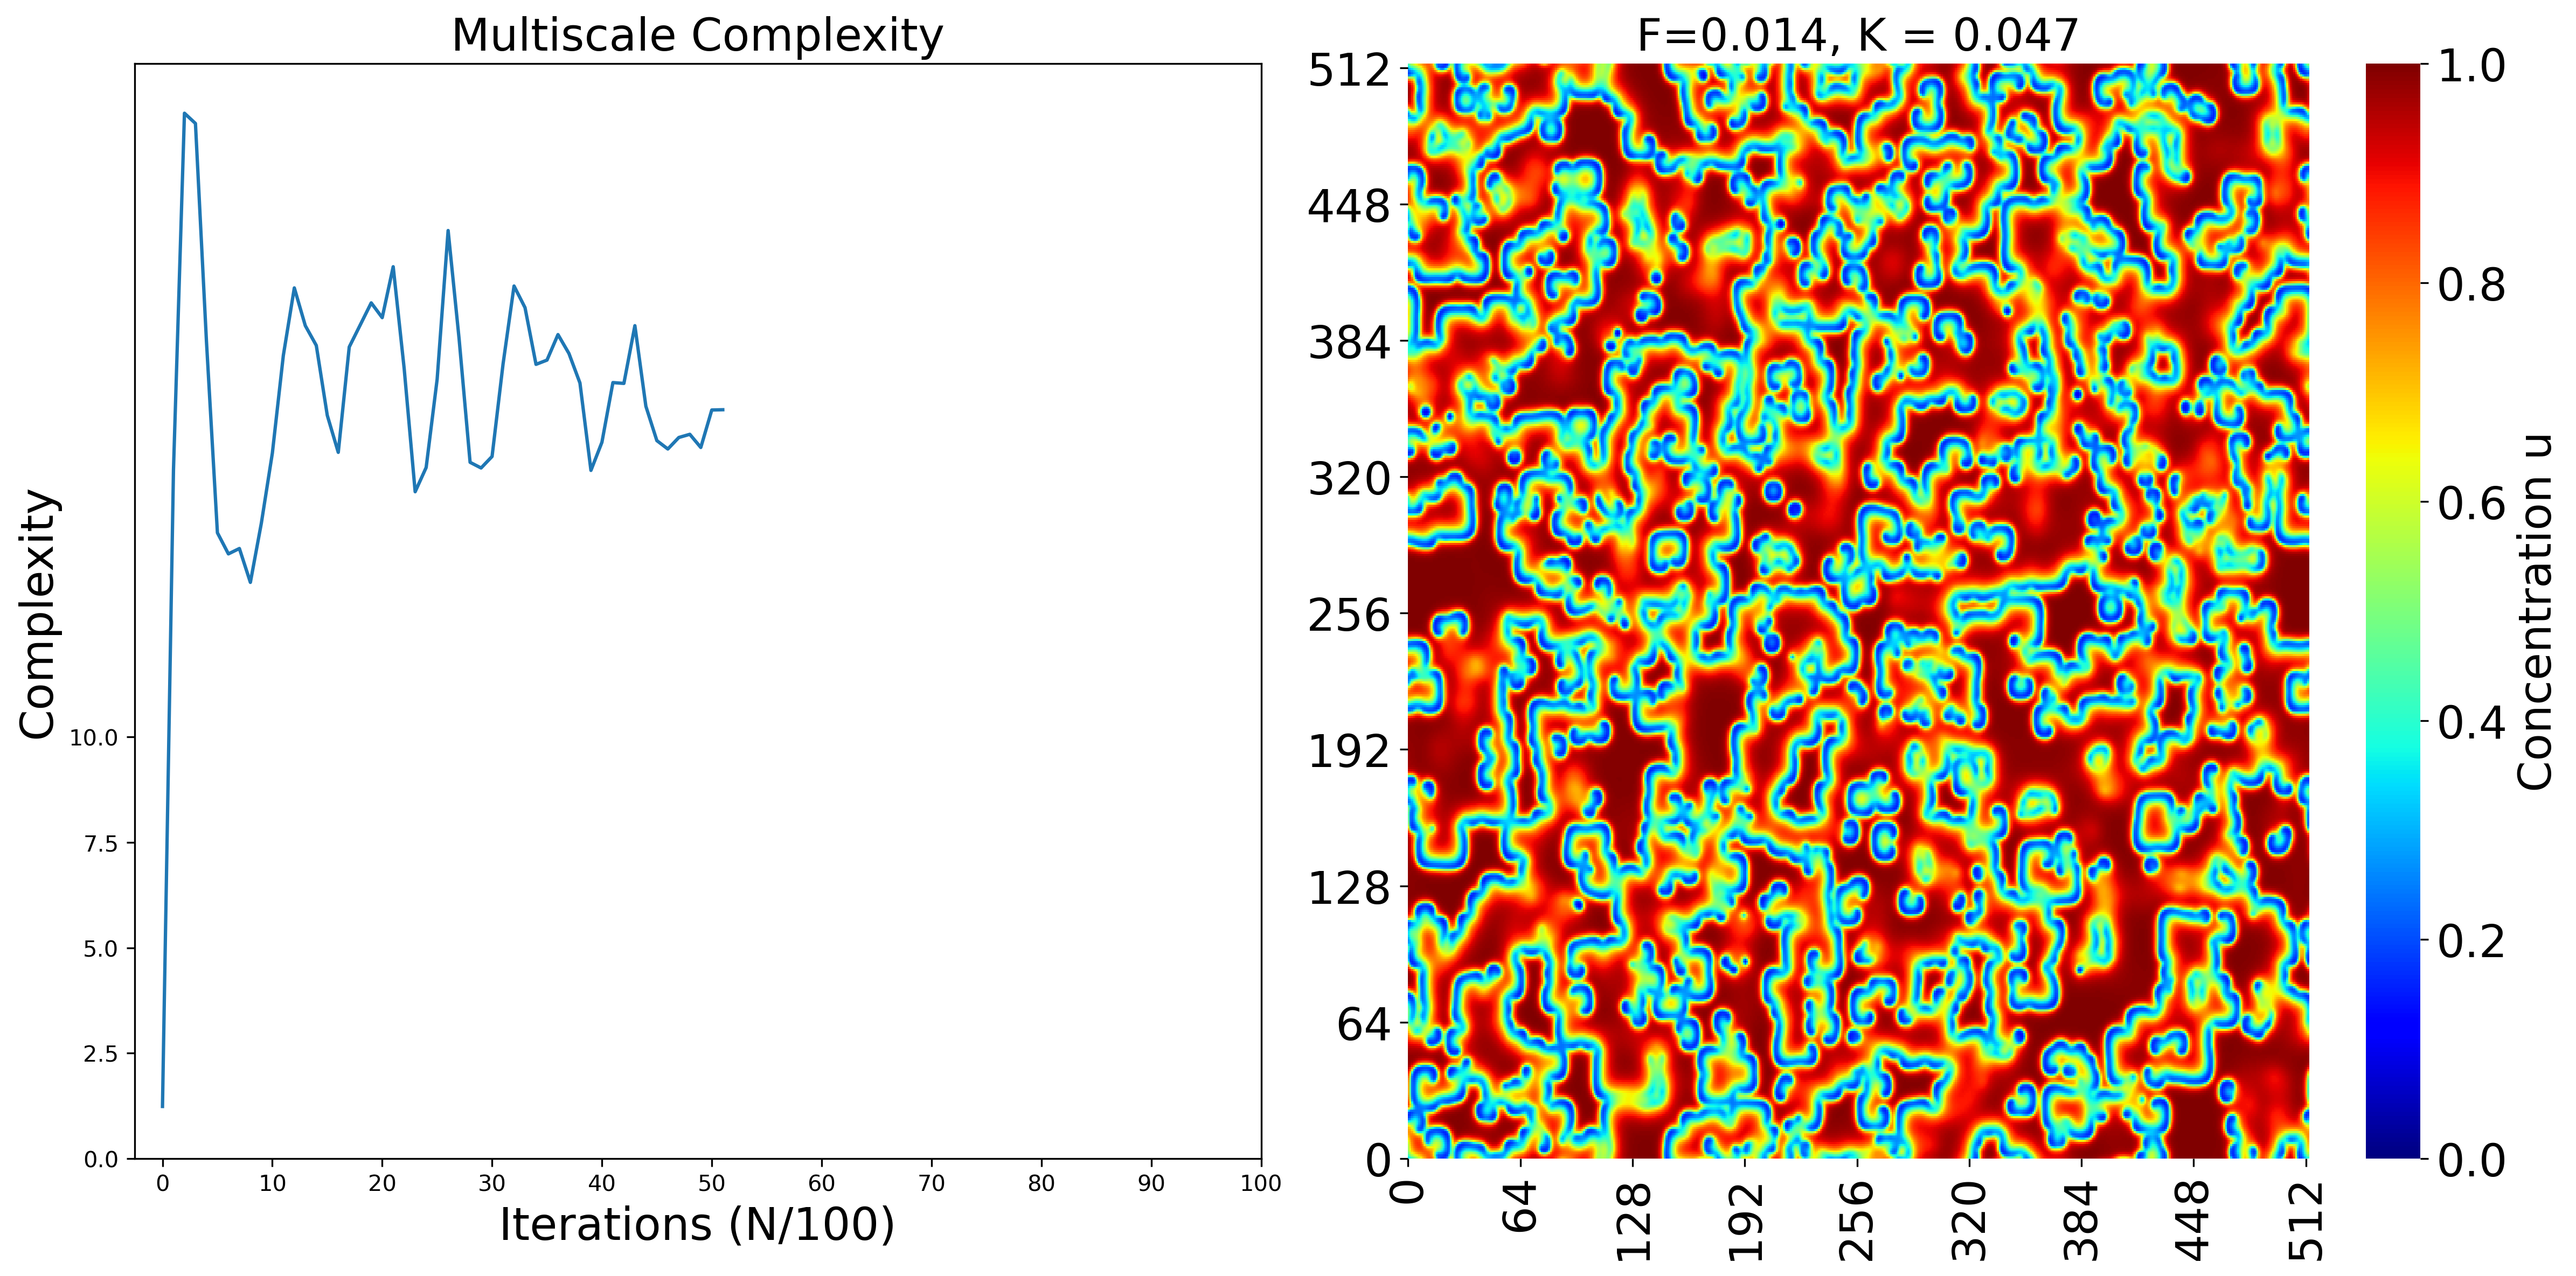 Multiscale Complexity
Complexity
10.0
7.5
5.0
2.5
0.0
0 10 20 30 40 50 60 70 80 90 100
Iterations (N/100)
F=0.014, K = 0.047
512
448
384
320
256
192
128
64
0
0 64 128 192 256 320 384 448 512
1.0
0.8
0.6
0.4
0.2
0.0
Concentration u